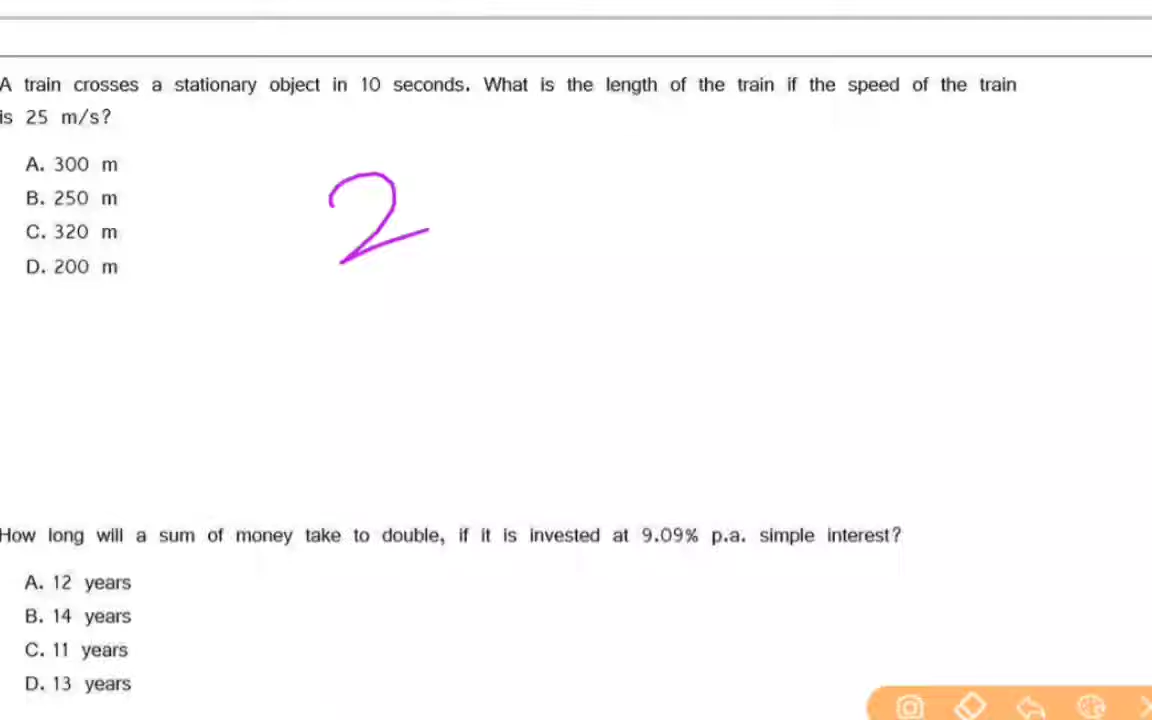 A train crosses a stationary object in 10 seconds. What is the length of the train if the speed of the train
is 25 m/s?
A. 300 m
B. 250 m
C. 320 m
D. 200 m
2
How long will a sum of money take to double, if it is invested at 9.09% p.a. simple interest?
A. 12 years
B. 14 years
C. 11 years
D. 13 years